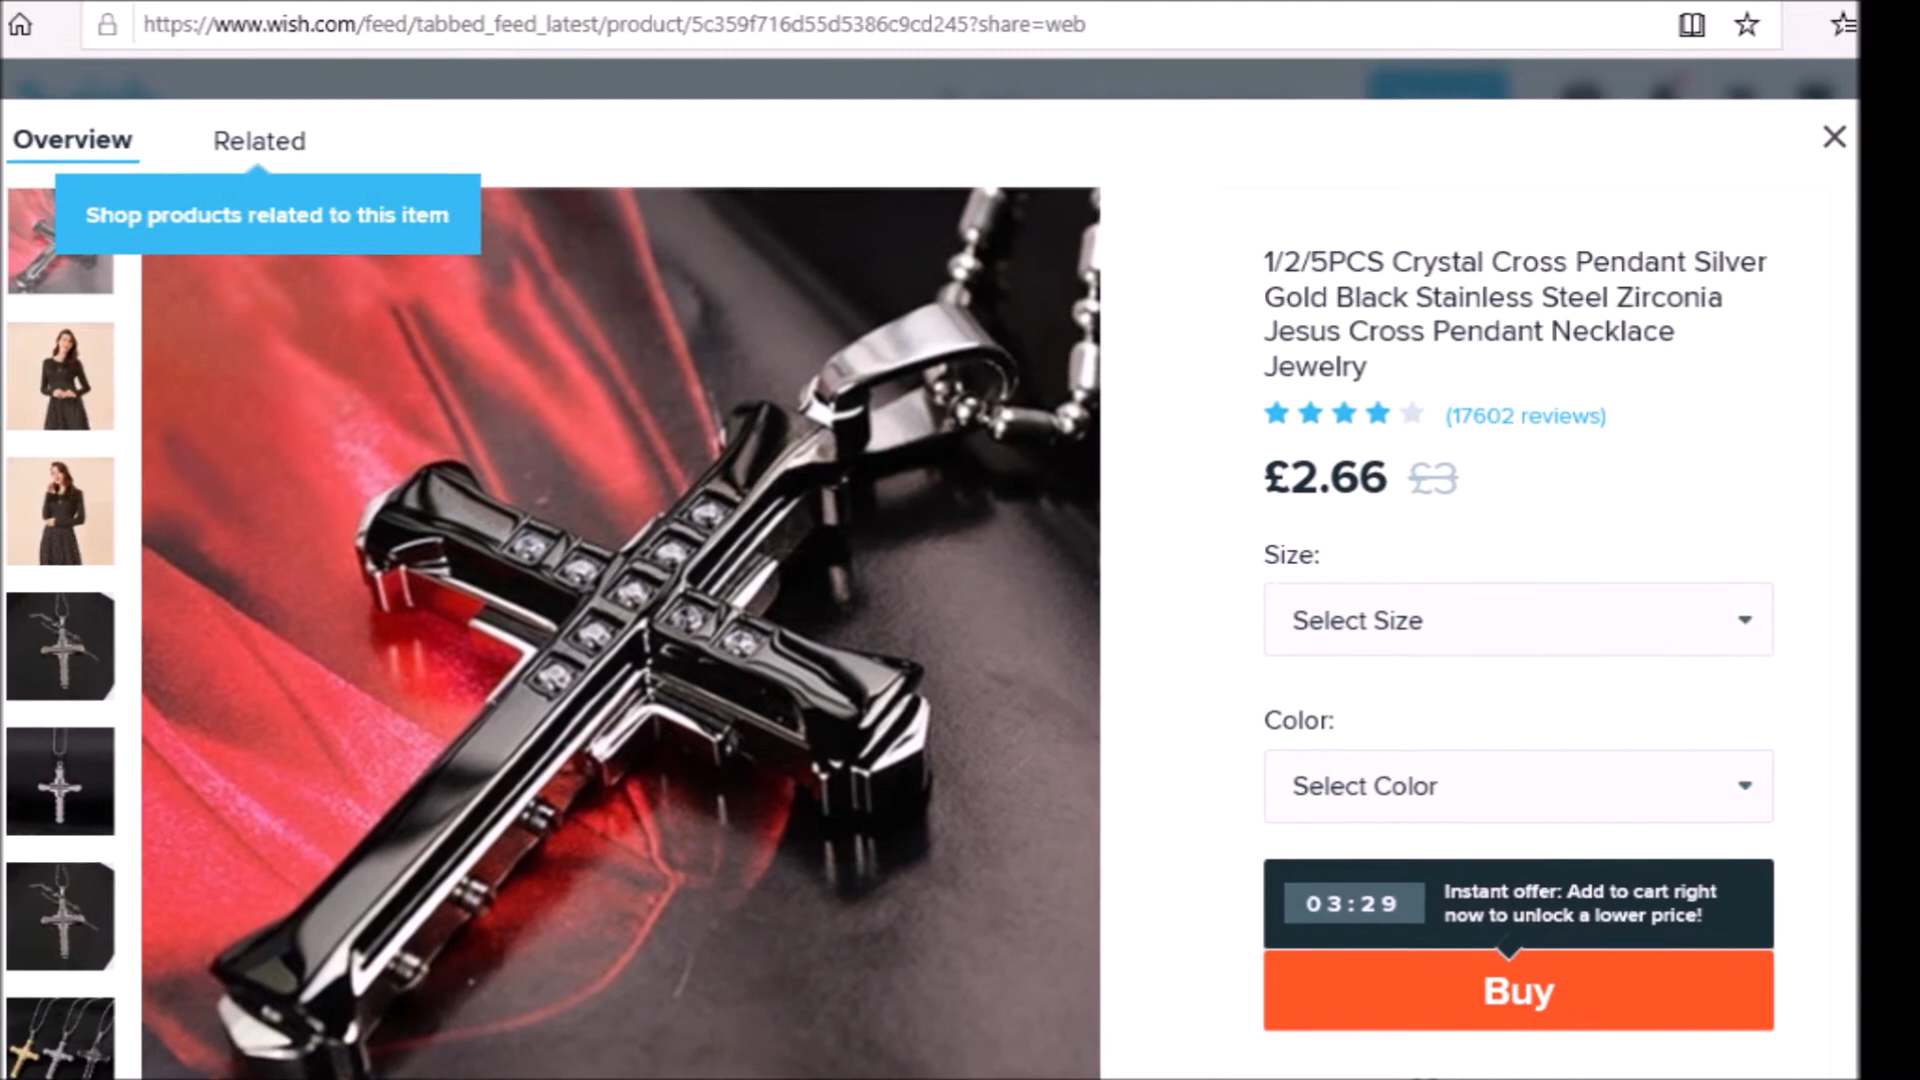 https://www.wish.com/feed/tabbed_feed_latest/product/5c359f716d55d5386c9cd245?share=web
Overview
Related
Shop products related to this item
1/2/5PCS Crystal Cross Pendant Silver
Gold Black Stainless Steel Zirconia
Jesus Cross Pendant Necklace
Jewelry
(17602 reviews)
£2.66 £3
Size:
Select Size
Color:
Select Color
03:29
Instant offer: Add to cart right
now to unlock a lower price!
Buy